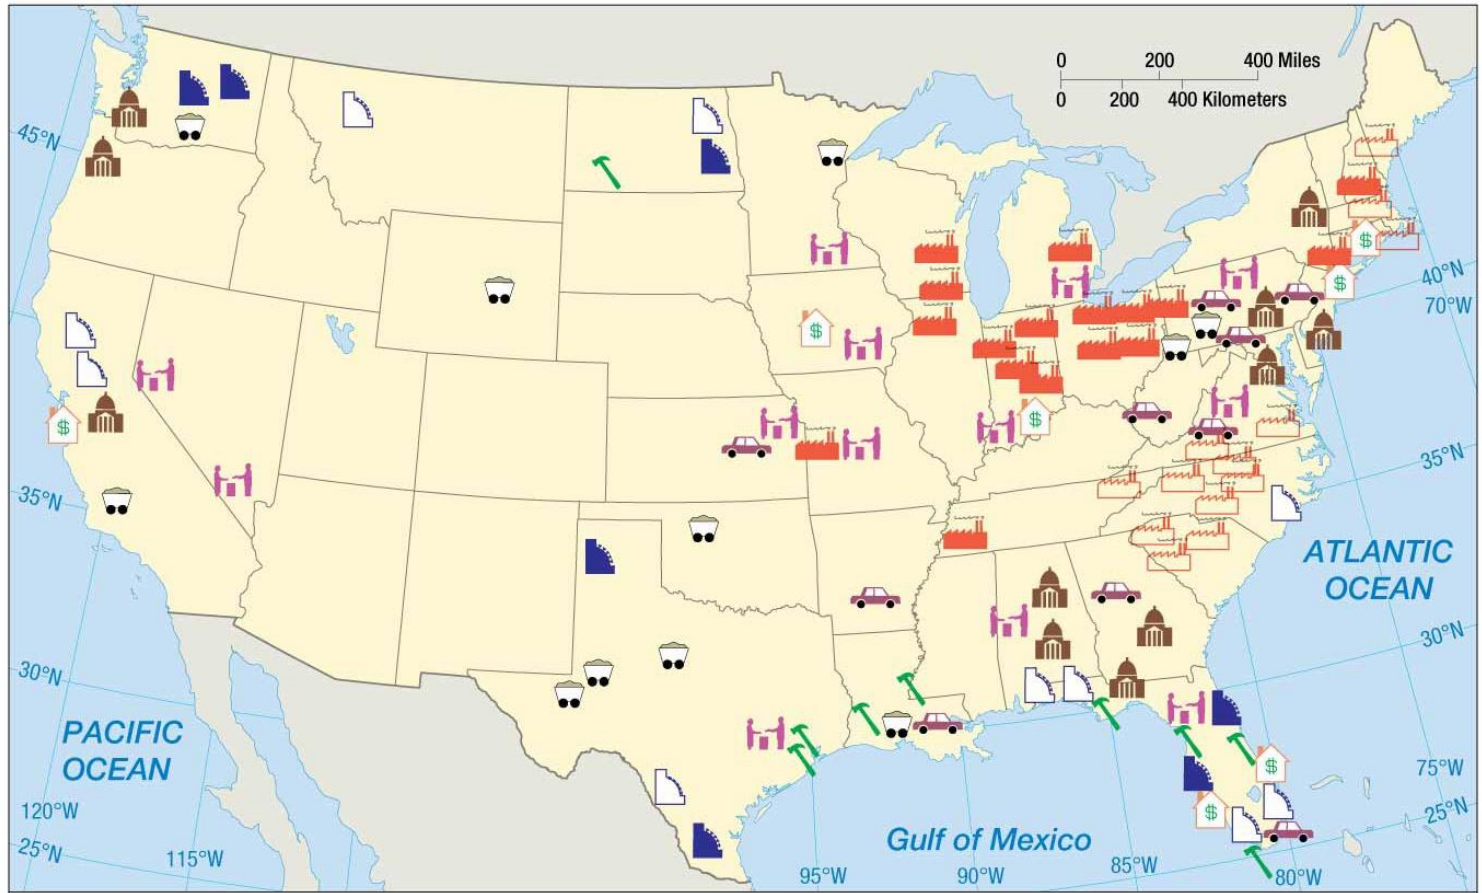 0 200 400 Miles
0 200 400 Kilometers
45°N
40°N
70°W
35°N
35°N
ATLANTIC
OCEAN
30°N
30°N
PACIFIC
OCEAN
75°W
120°W
25°N
Gulf of Mexico
25°N
115°W
95°W
90°W
85°W
80°W
$
$
$
$
$
$
$